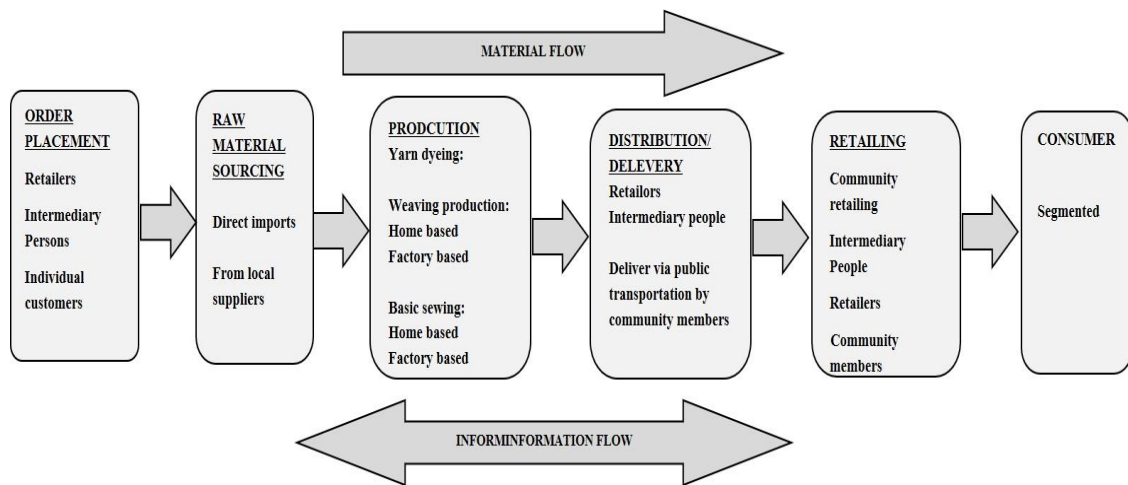 MATERIAL FLOW
ORDER
PLACEMENT
Retailers
Intermediary
Persons
Individual
customers
RAW
MATERIAL
SOURCING
Direct imports
From local
suppliers
PRODCUTION
Yarn dyeing:
Weaving production:
Home based
Factory based
Basic sewing:
Home based
Factory based
DISTRIBUTION/
DELEVERY
Retailors
Intermediary people
Deliver via public
transportation by
community members
RETAILING
Community
retailing
Intermediary
People
Retailers
Community
members
CONSUMER
Segmented
INFORMINFORMATION FLOW